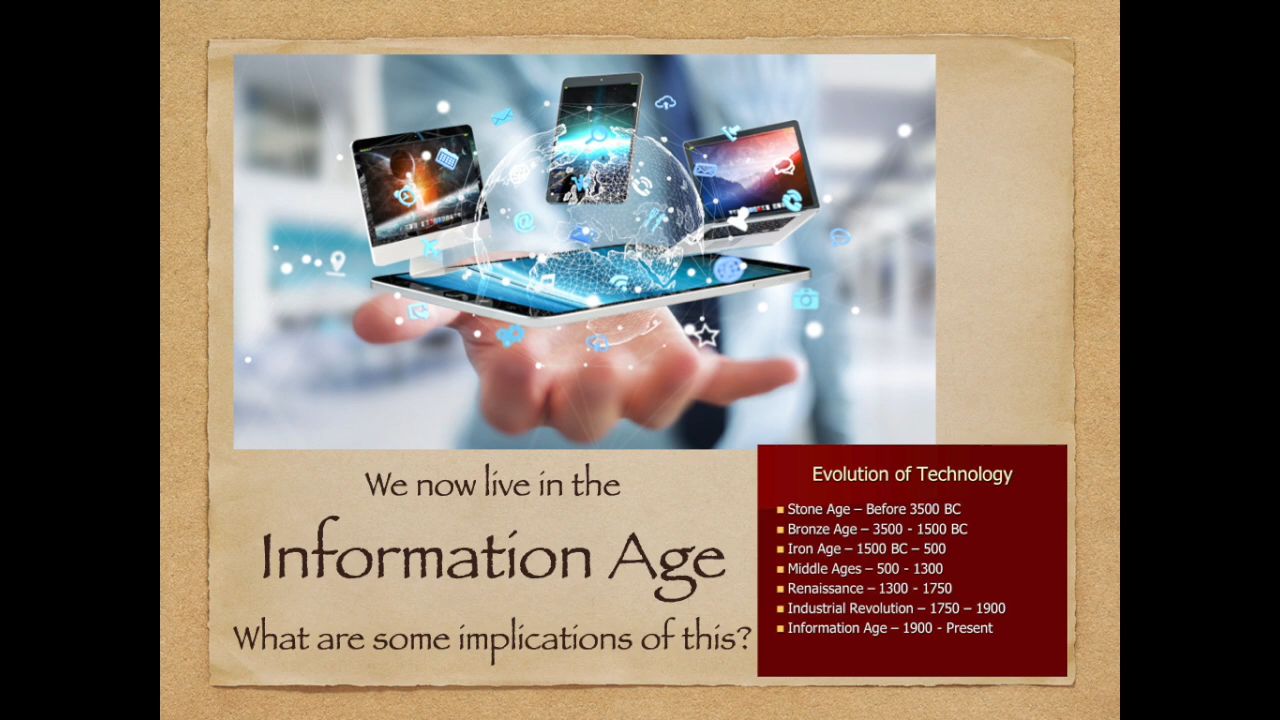 We now live in the
Information Age
What are some implications of this?
Evolution of Technology
■ Stone Age – Before 3500 BC
■ Bronze Age – 3500 - 1500 BC
■ Iron Age – 1500 BC – 500
■ Middle Ages – 500 - 1300
■ Renaissance – 1300 - 1750
■ Industrial Revolution – 1750 – 1900
■ Information Age – 1900 - Present